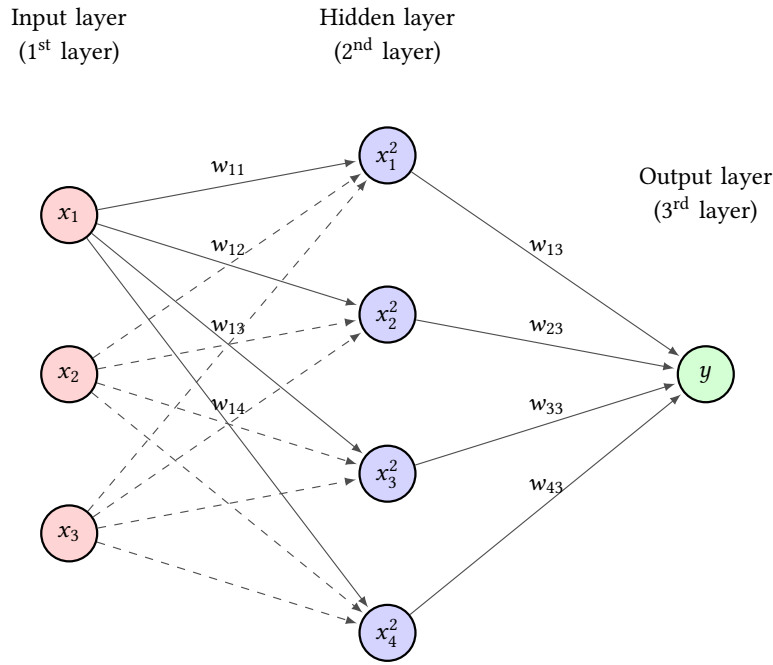 Input layer
(1st layer)
Hidden layer
(2nd layer)
Output layer
(3rd layer)
x₁
x₂
x₃
w₁₁
w₁₂
w₁₃
w₁₄
x₁²
x₂²
x₃²
x₄²
w₁₃
w₂₃
w₃₃
w₄₃
y